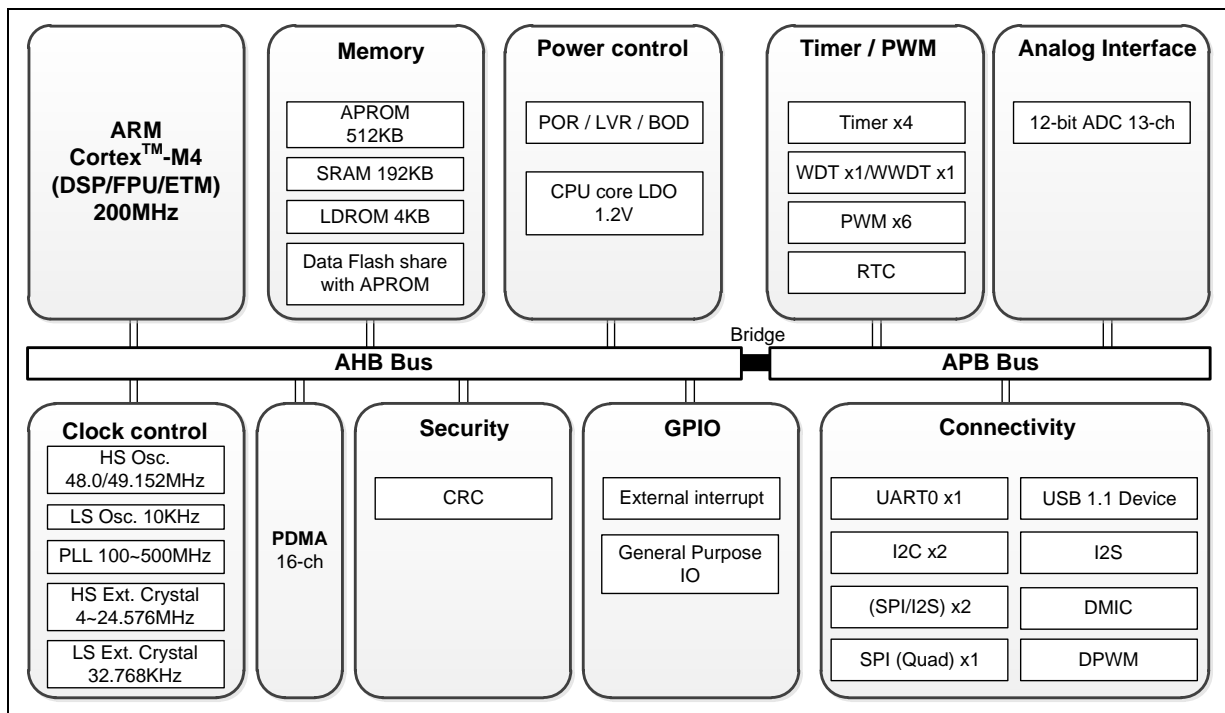 ARM
Cortex™-M4
(DSP/FPU/ETM)
200MHz
Memory
APROM
512KB
SRAM 192KB
LDROM 4KB
Data Flash share
with APROM
Power control
POR / LVR / BOD
CPU core LDO
1.2V
Timer / PWM
Timer x4
WDT x1/WWDT x1
PWM x6
RTC
Analog Interface
12-bit ADC 13-ch
AHB Bus
Bridge
APB Bus
Clock control
HS Osc.
48.0/49.152MHz
LS Osc. 10KHz
PLL 100~500MHz
HS Ext. Crystal
4~24.576MHz
LS Ext. Crystal
32.768KHz
PDMA
16-ch
Security
CRC
GPIO
External interrupt
General Purpose
IO
Connectivity
UART0 x1
USB 1.1 Device
I2C x2
I2S
(SPI/I2S) x2
DMIC
SPI (Quad) x1
DPWM